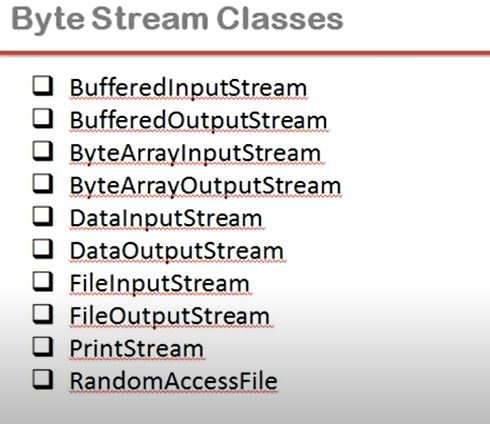 Byte Stream Classes
BufferedInputStream
BufferedOutputStream
ByteArrayInputStream
ByteArrayOutputStream
DataInputStream
DataOutputStream
FileInputStream
FileOutputStream
PrintStream
RandomAccessFile